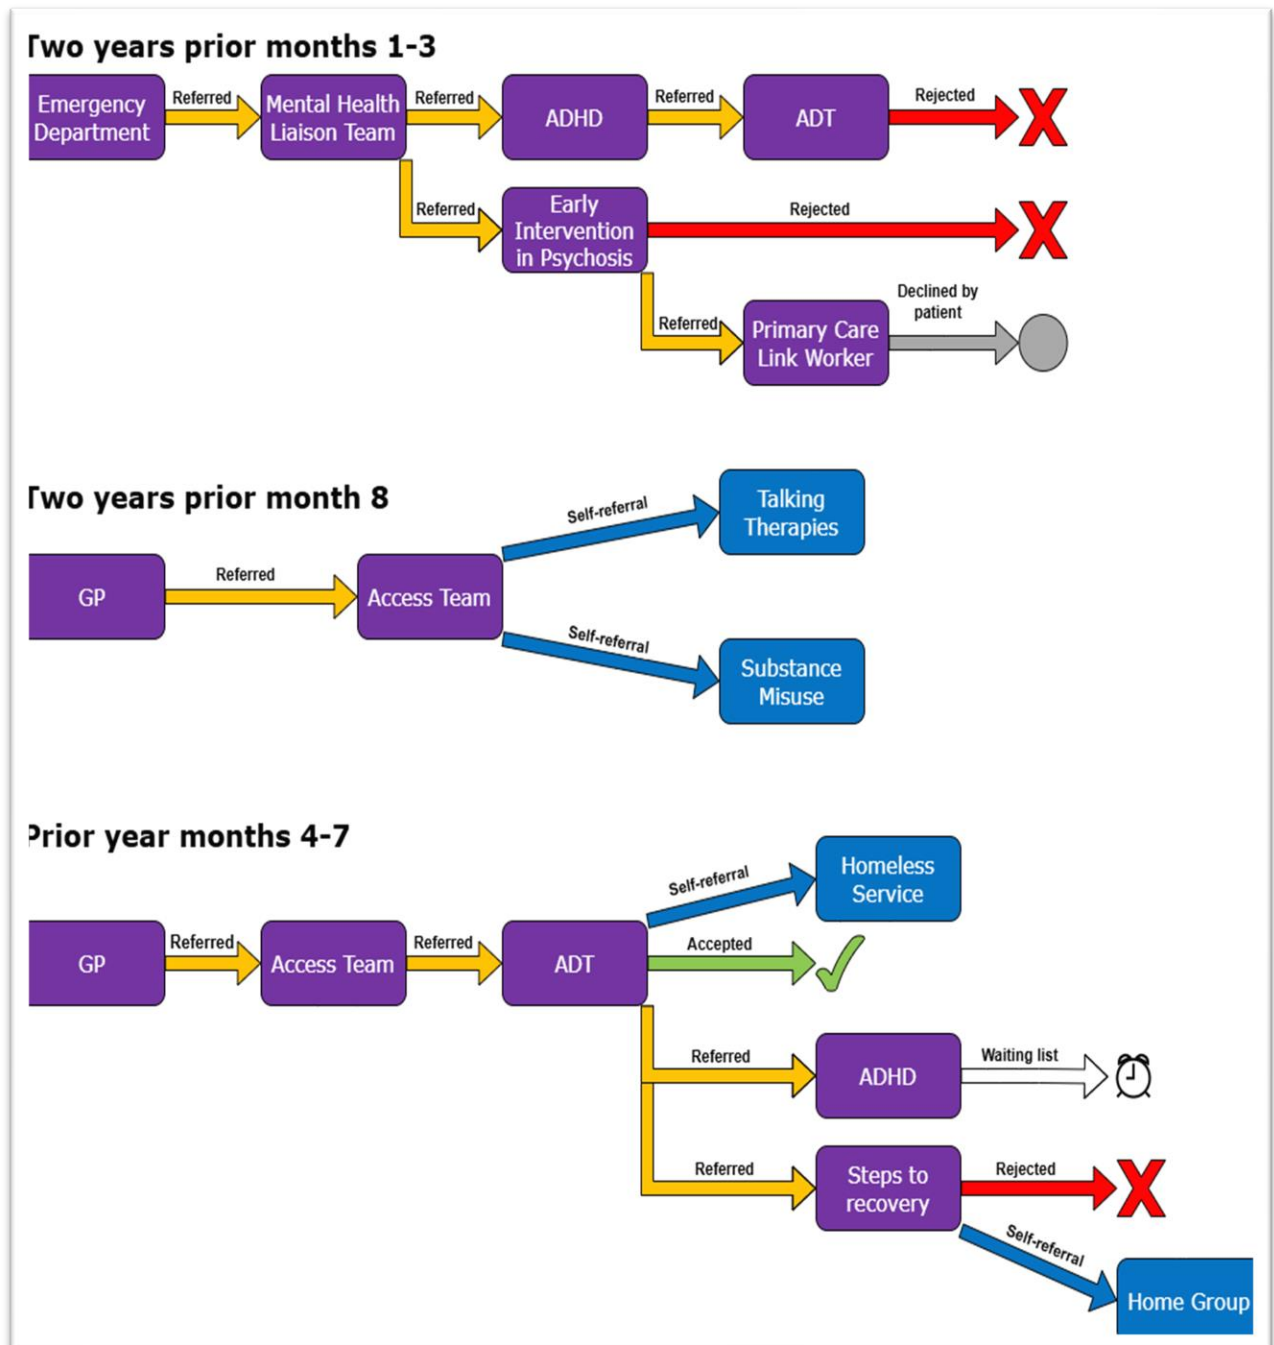 Two years prior months 1-3
Emergency
Department
Referred
Mental Health
Liaison Team
Referred
ADHD
Referred
ADT
Rejected
X
Referred
Early
Intervention
in Psychosis
Rejected
X
Referred
Primary Care
Link Worker
Declined by
patient
Two years prior month 8
GP
Referred
Access Team
Self-referral
Talking
Therapies
Self-referral
Substance
Misuse
Prior year months 4-7
GP
Referred
Access Team
Referred
ADT
Self-referral
Homeless
Service
Accepted
Referred
ADHD
Waiting list
Referred
Steps to
recovery
Rejected
X
Self-referral
Home Group